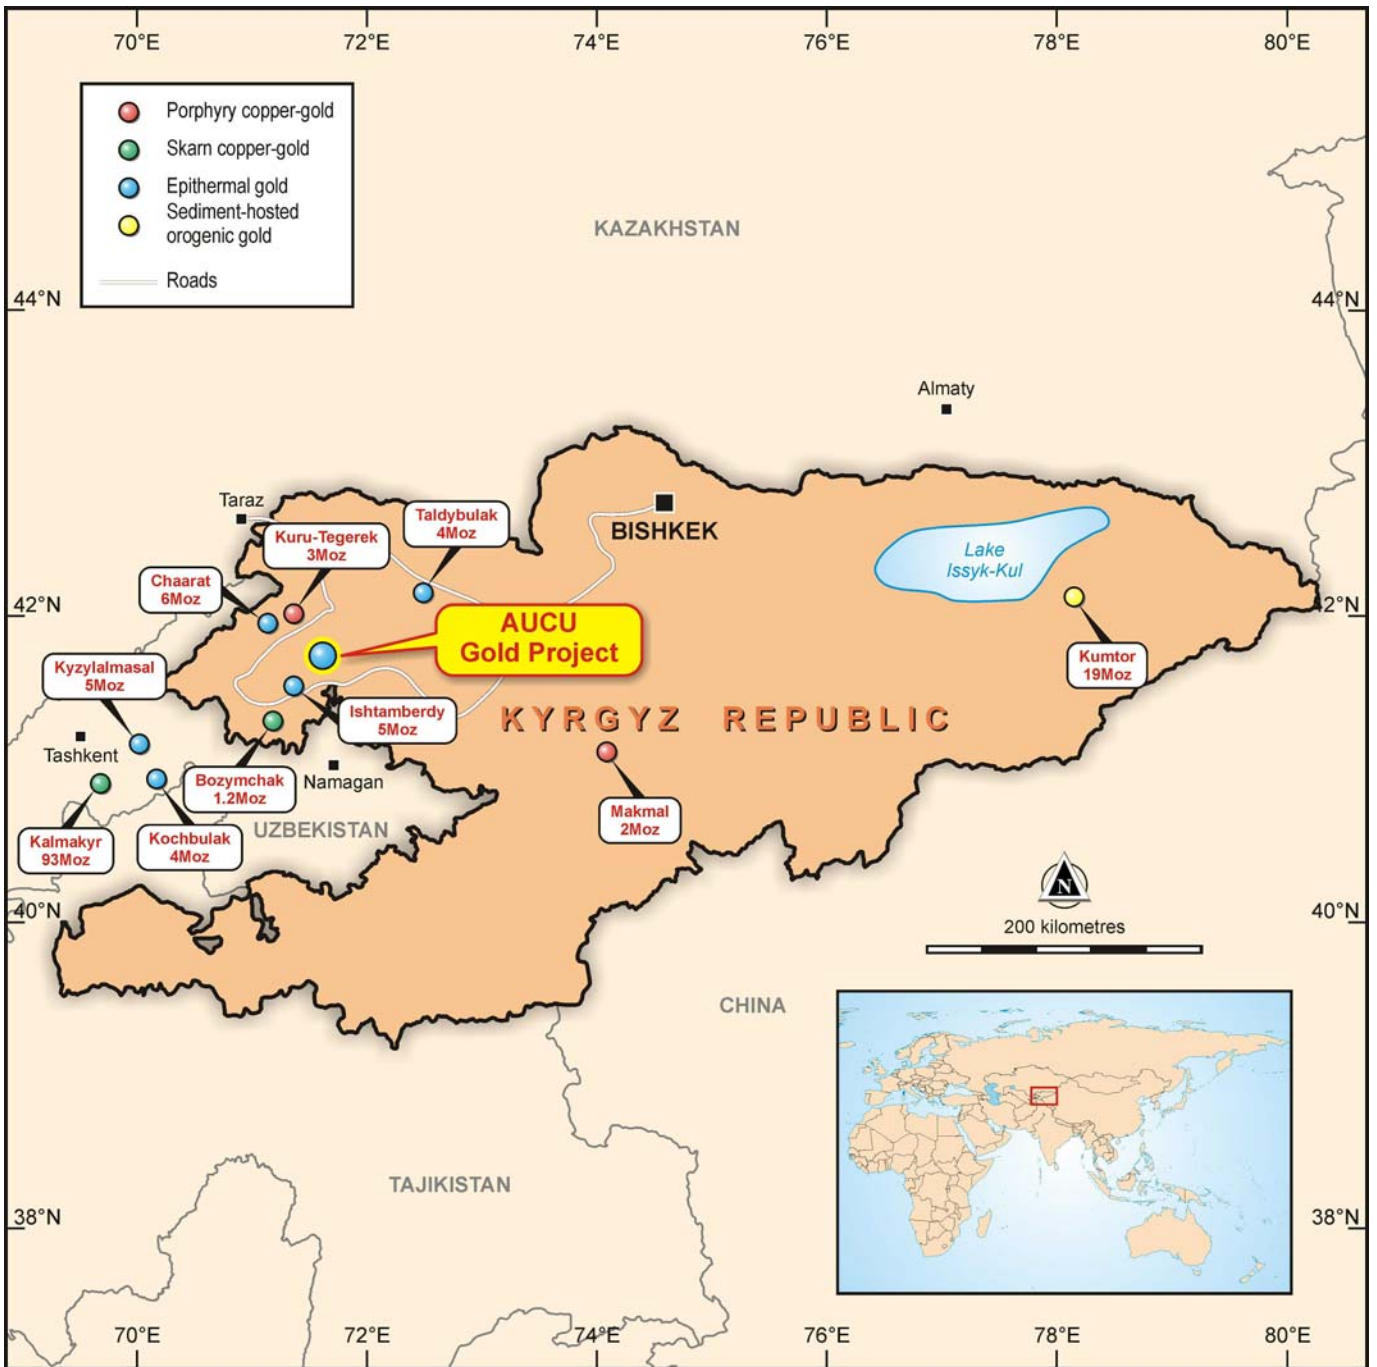 70°E
72°E
74°E
76°E
78°E
80°E
Porphyry copper-gold
Skarn copper-gold
Epithermal gold
Sediment-hosted
orogenic gold
Roads
KAZAKHSTAN
44°N
44°N
Almaty
Taraz
Taldybulak
4Moz
Kuru-Tegerek
3Moz
BISHKEK
Lake
Issyk-Kul
Chaarat
6Moz
42°N
42°N
AUCU
Gold Project
Kumtor
19Moz
Kyzylalmasal
5Moz
Ishtamberdy
5Moz
KYRGYZ REPUBLIC
Tashkent
Namagan
Bozymchak
1.2Moz
Makmal
2Moz
UZBEKISTAN
Kalmakyr
93Moz
Kochbulak
4Moz
N
40°N
40°N
200 kilometres
CHINA
TAJIKISTAN
38°N
38°N
70°E
72°E
74°E
76°E
78°E
80°E